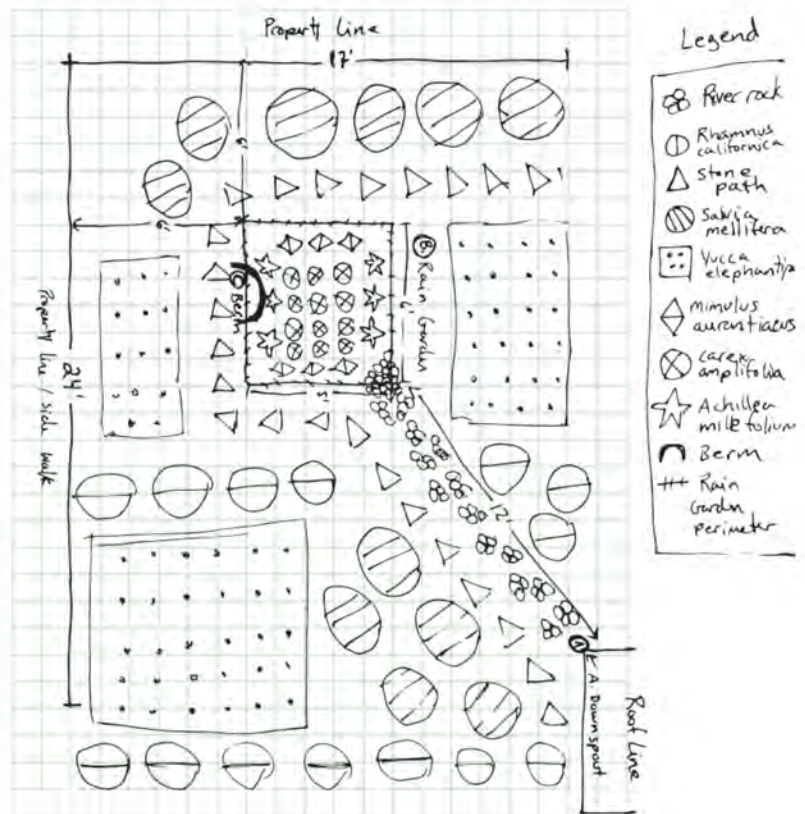 Property Line
17'
6'
6'
B Rain Garden
6'
C Berm
5'
24'
Property line / side walk
12'
A
A. Downspout
Roof Line
Legend
River rock
Rhamnus
californica
Stone
path
Salvia
mellifera
Yucca
mimulus
aurantiacus
carex
amplifolia
Achillea
millefolium
Berm
Rain
Garden
perimeter